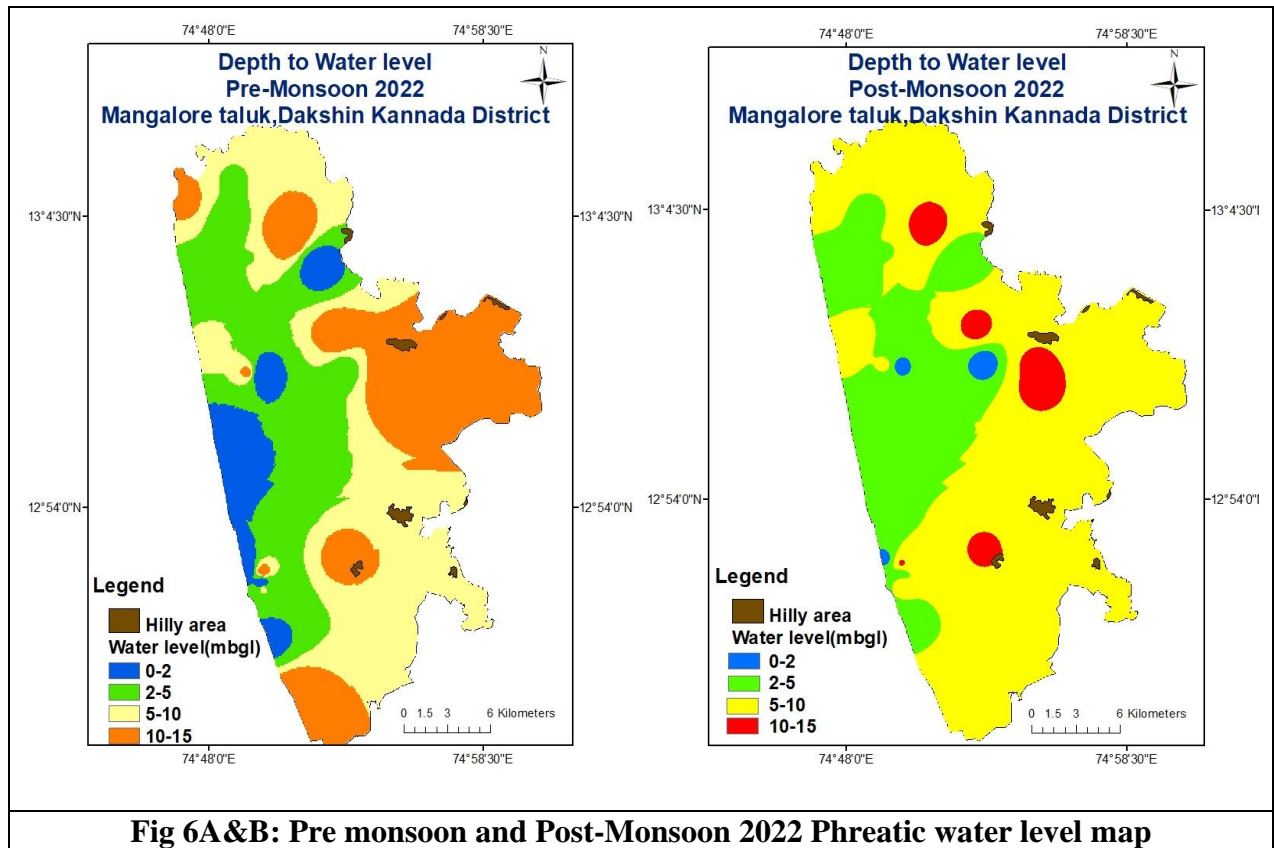 74°48'0"E
74°58'30"E
Depth to Water level
Pre-Monsoon 2022
Mangalore taluk,Dakshin Kannada District
N
13°4'30"N
12°54'0"N
Legend
Hilly area
Water level(mbgl)
0-2
2-5
5-10
10-15
0 1.5 3 6 Kilometers
74°48'0"E
74°58'30"E
74°48'0"E
74°58'30"E
Depth to Water level
Post-Monsoon 2022
Mangalore taluk,Dakshin Kannada District
N
13°4'30"N
13°4'30"I
12°54'0"N
12°54'0"I
Legend
Hilly area
Water level(mbgl)
0-2
2-5
5-10
10-15
0 1.5 3 6 Kilometers
74°48'0"E
74°58'30"E
Fig 6A&B: Pre monsoon and Post-Monsoon 2022 Phreatic water level map